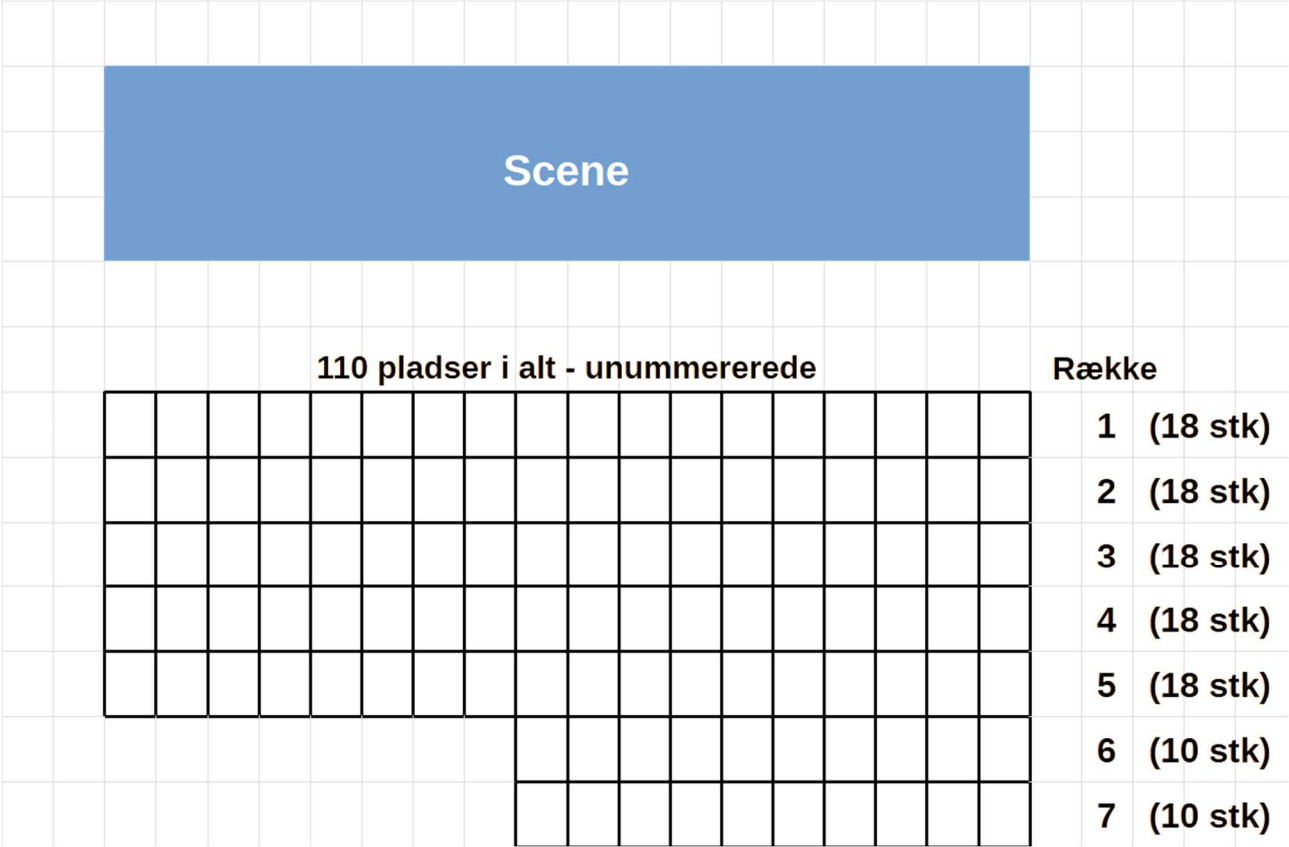 Scene
110 pladser i alt - unummererede
Række
1 (18 stk)
2 (18 stk)
3 (18 stk)
4 (18 stk)
5 (18 stk)
6 (10 stk)
7 (10 stk)